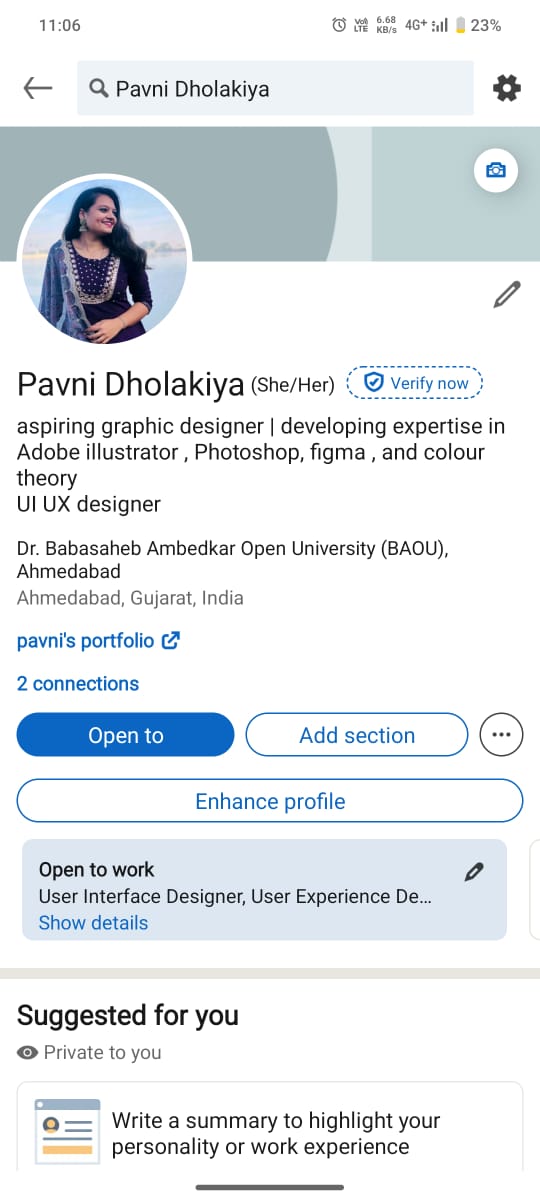 11:06
Vo) LTE 6.68 KB/s 4G+ 23%
Pavni Dholakiya
Pavni Dholakiya (She/Her) Verify now
aspiring graphic designer | developing expertise in
Adobe illustrator , Photoshop, figma , and colour
theory
UI UX designer
Dr. Babasaheb Ambedkar Open University (BAOU),
Ahmedabad
Ahmedabad, Gujarat, India
pavni's portfolio
2 connections
Open to
Add section
Enhance profile
Open to work
User Interface Designer, User Experience De...
Show details
Suggested for you
Private to you
Write a summary to highlight your
personality or work experience